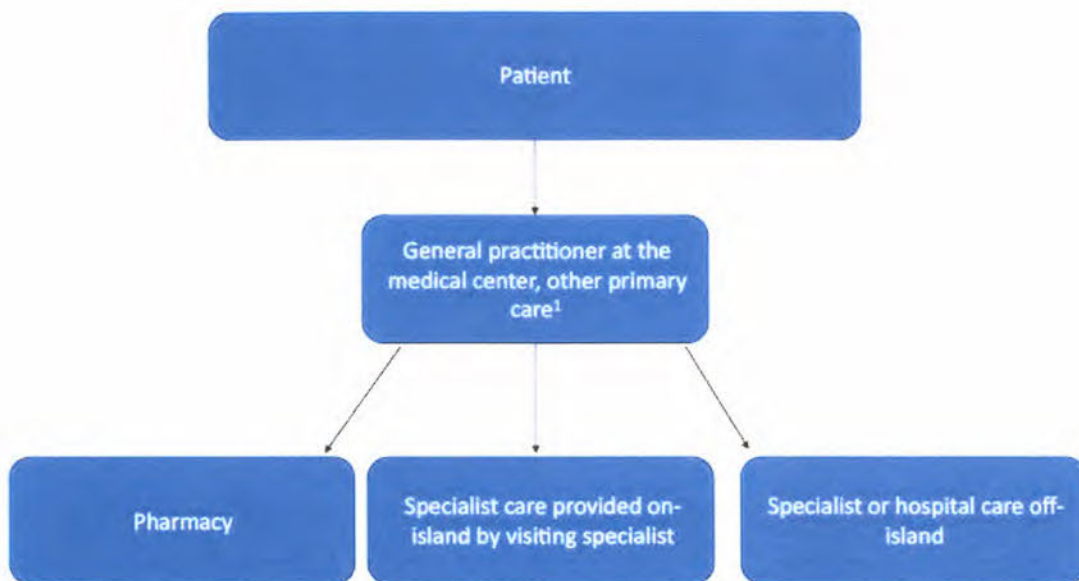 Patient
General practitioner at the
medical center, other primary
care¹
Pharmacy
Specialist care provided on-
island by visiting specialist
Specialist or hospital care off-
island